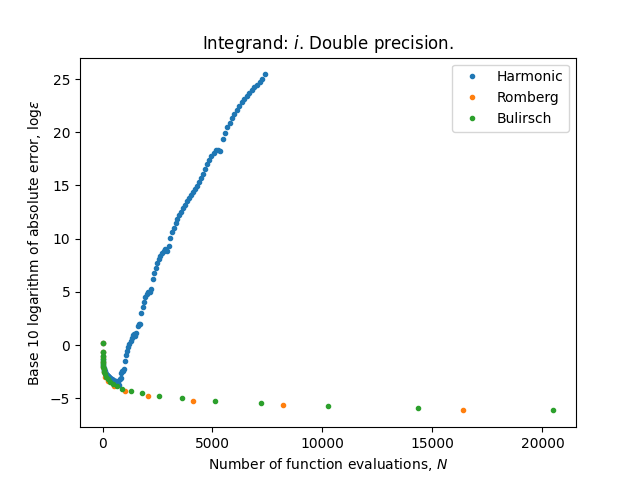 Integrand: i. Double precision.
Harmonic
Romberg
Bulirsch
Base 10 logarithm of absolute error, logε
25
20
15
10
5
0
−5
0
5000
10000
15000
20000
Number of function evaluations, N